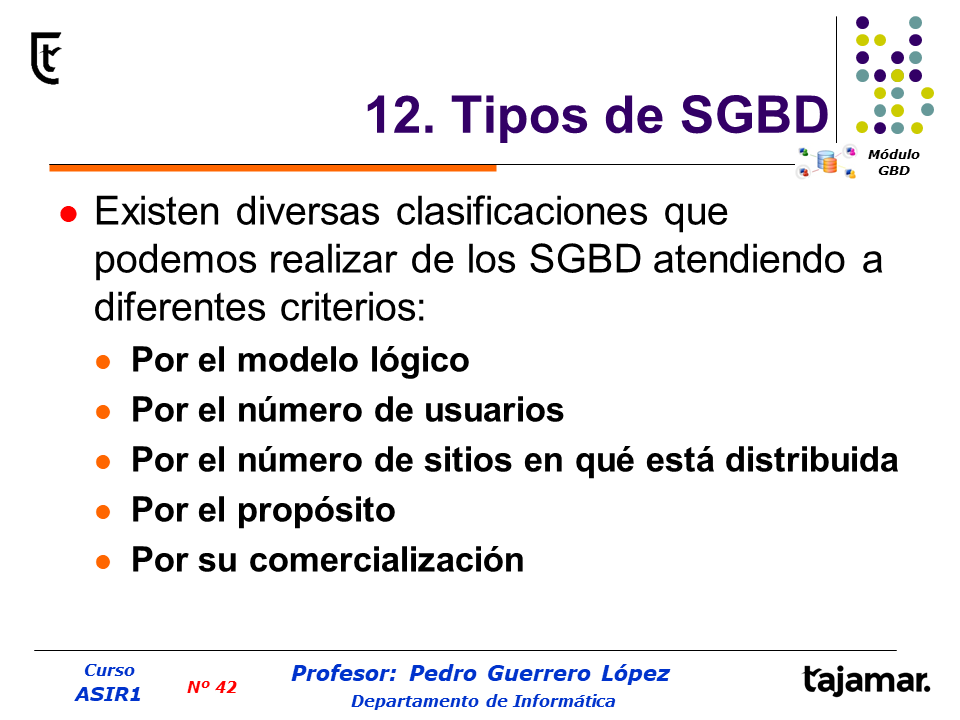 12. Tipos de SGBD
Módulo
GBD
Existen diversas clasificaciones que
podemos realizar de los SGBD atendiendo a
diferentes criterios:
Por el modelo lógico
Por el número de usuarios
Por el número de sitios en qué está distribuida
Por el propósito
Por su comercialización
Curso
ASIR1
Nº 42
Profesor: Pedro Guerrero López
Departamento de Informática
tajamar.